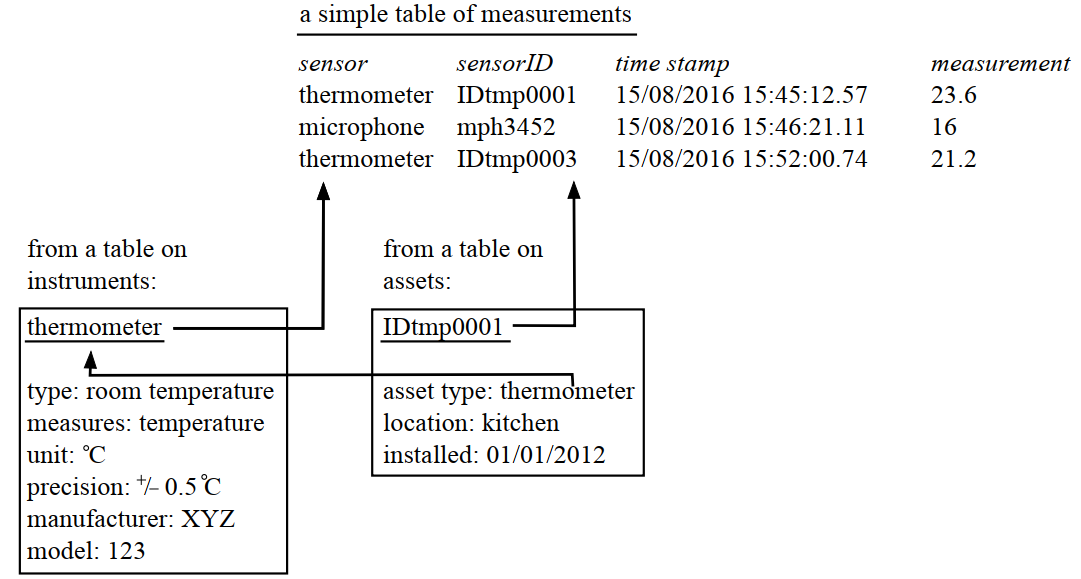 a simple table of measurements
sensor sensorID time stamp measurement
thermometer IDtmp0001 15/08/2016 15:45:12.57 23.6
microphone mph3452 15/08/2016 15:46:21.11 16
thermometer IDtmp0003 15/08/2016 15:52:00.74 21.2
from a table on
instruments:
thermometer
type: room temperature
measures: temperature
unit: °C
precision: +/- 0.5°C
manufacturer: XYZ
model: 123
from a table on
assets:
IDtmp0001
asset type: thermometer
location: kitchen
installed: 01/01/2012